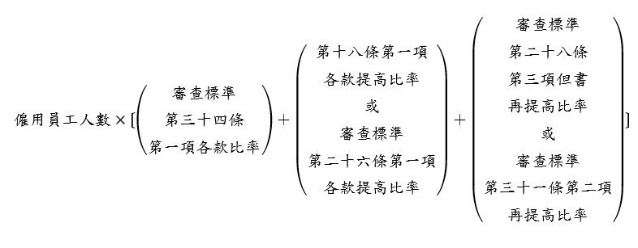 僱用員工人數×[
審查標準
第三十四條
第一項各款比率
+
第十八條第一項
各款提高比率
或
審查標準
第二十六條第一項
各款提高比率
+
審查標準
第二十八條
第三項但書
再提高比率
或
審查標準
第三十一條第二項
再提高比率
]